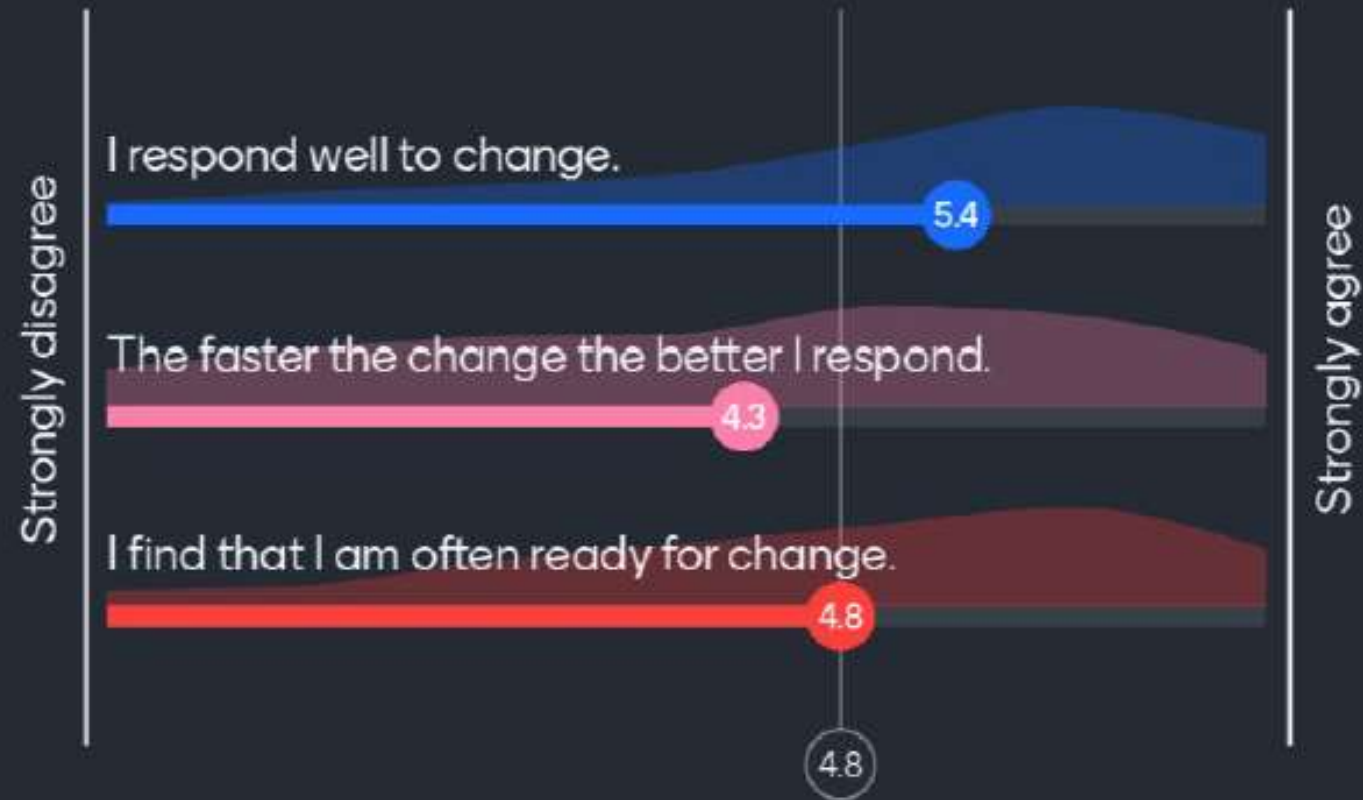 Strongly disagree
I respond well to change.
5.4
The faster the change the better I respond.
4.3
I find that I am often ready for change.
4.8
4.8
Strongly agree